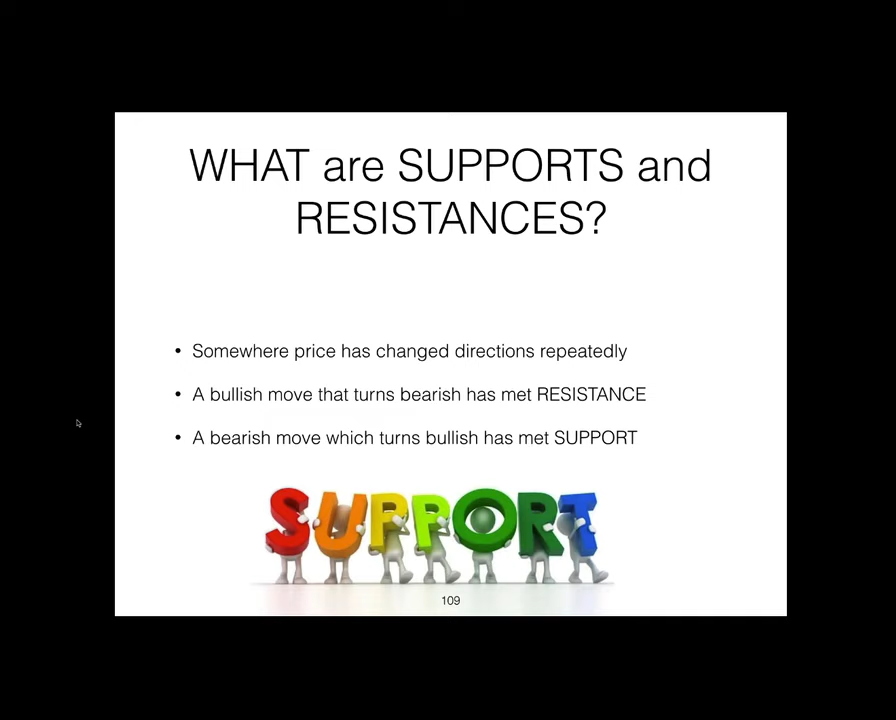 WHAT are SUPPORTS and
RESISTANCES?
• Somewhere price has changed directions repeatedly
• A bullish move that turns bearish has met RESISTANCE
• A bearish move which turns bullish has met SUPPORT
SUPPORT
109